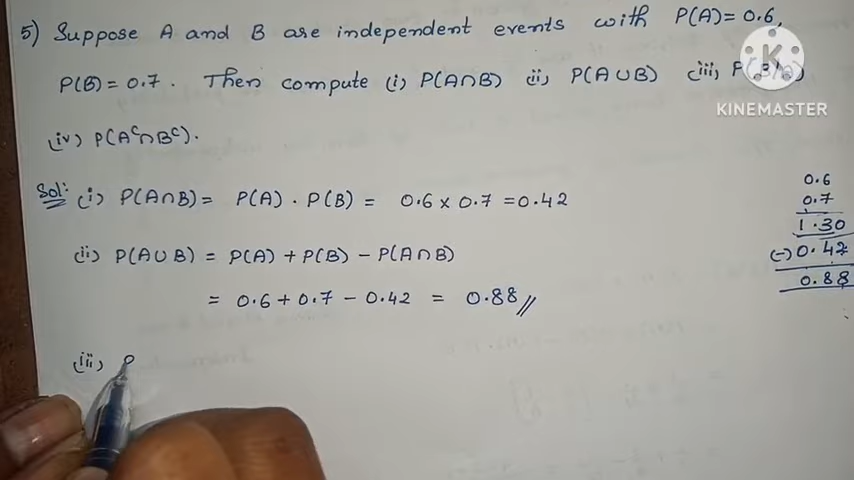 5) Suppose A and B are independent events with P(A) = 0.6,
P(B) = 0.7. Then compute (i) P(A∩B) (ii) P(A∪B) (iii) P(B/A)
(iv) P(Aᶜ∩Bᶜ).
KINEMASTER
Sol: (i) P(A∩B) = P(A) . P(B) = 0.6 × 0.7 = 0.42
(ii) P(A∪B) = P(A) + P(B) - P(A∩B)
= 0.6 + 0.7 - 0.42 = 0.88 //
(iii) P
0.6
0.7
1.30
(-) 0.42
0.88